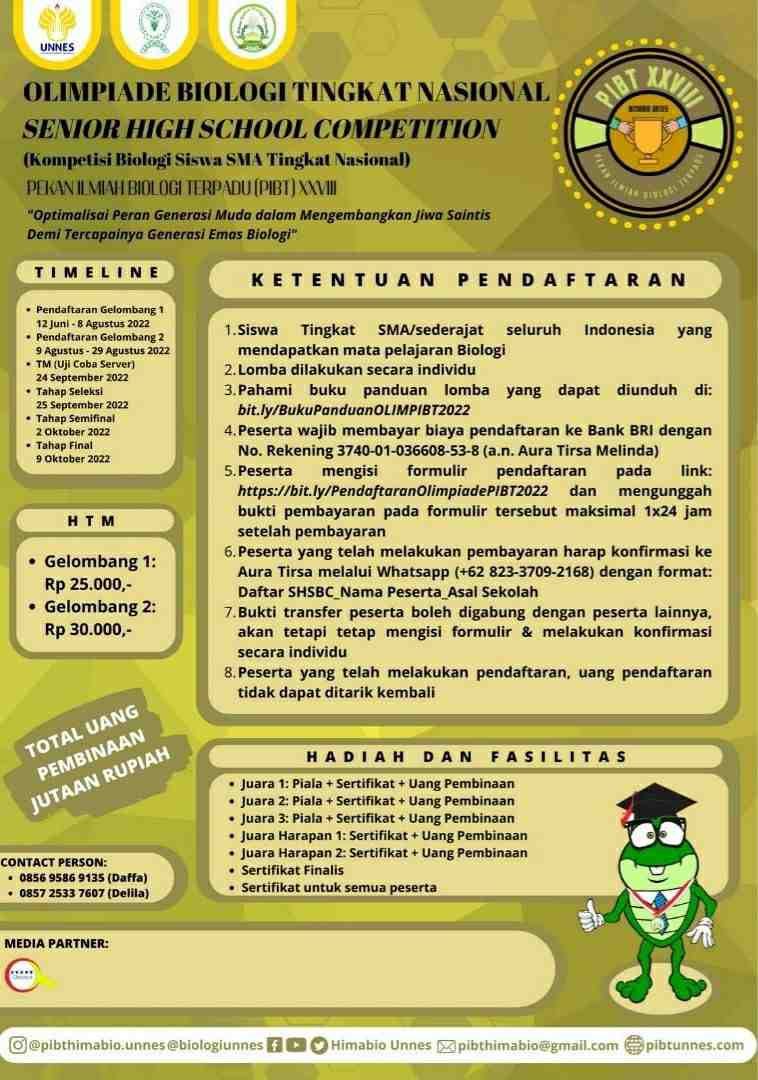 UNNES
OLIMPIADE BIOLOGI TINGKAT NASIONAL
SENIOR HIGH SCHOOL COMPETITION
(Kompetisi Biologi Siswa SMA Tingkat Nasional)
PEKAN ILMIAH BIOLOGI TERPADU (PIBT) XXVIII
"Optimalisai Peran Generasi Muda dalam Mengembangkan Jiwa Saintis
Demi Tercapainya Generasi Emas Biologi"
PIBT XXVIII
PEKAN ILMIAH BIOLOGI TERPADU
TIMELINE
• Pendaftaran Gelombang 1
12 Juni - 8 Agustus 2022
• Pendaftaran Gelombang 2
9 Agustus - 29 Agustus 2022
• TM (Uji Coba Server)
24 September 2022
• Tahap Seleksi
25 September 2022
• Tahap Semifinal
2 Oktober 2022
• Tahap Final
9 Oktober 2022
HTM
• Gelombang 1:
Rp 25.000,-
• Gelombang 2:
Rp 30.000,-
TOTAL UANG
PEMBINAAN
JUTAAN RUPIAH
KETENTUAN PENDAFTARAN
1. Siswa Tingkat SMA/sederajat seluruh Indonesia yang
mendapatkan mata pelajaran Biologi
2. Lomba dilakukan secara individu
3. Pahami buku panduan lomba yang dapat diunduh di:
bit.ly/BukuPanduanOLIMPIBT2022
4. Peserta wajib membayar biaya pendaftaran ke Bank BRI dengan
No. Rekening 3740-01-036608-53-8 (a.n. Aura Tirsa Melinda)
5. Peserta mengisi formulir pendaftaran pada link:
https://bit.ly/PendaftaranOlimpiadePIBT2022 dan mengunggah
bukti pembayaran pada formulir tersebut maksimal 1x24 jam
setelah pembayaran
6. Peserta yang telah melakukan pembayaran harap konfirmasi ke
Aura Tirsa melalui Whatsapp (+62 823-3709-2168) dengan format:
Daftar SHSBC_Nama Peserta_Asal Sekolah
7. Bukti transfer peserta boleh digabung dengan peserta lainnya,
akan tetapi tetap mengisi formulir & melakukan konfirmasi
secara individu
8. Peserta yang telah melakukan pendaftaran, uang pendaftaran
tidak dapat ditarik kembali
HADIAH DAN FASILITAS
• Juara 1: Piala + Sertifikat + Uang Pembinaan
• Juara 2: Piala + Sertifikat + Uang Pembinaan
• Juara 3: Piala + Sertifikat + Uang Pembinaan
• Juara Harapan 1: Sertifikat + Uang Pembinaan
• Juara Harapan 2: Sertifikat + Uang Pembinaan
• Sertifikat Finalis
• Sertifikat untuk semua peserta
CONTACT PERSON:
• 0856 9586 9135 (Daffa)
• 0857 2533 7607 (Delila)
MEDIA PARTNER:
@pibthimabio.unnes @biologiunnes Himabio Unnes pibthimabio@gmail.com pibtunnes.com